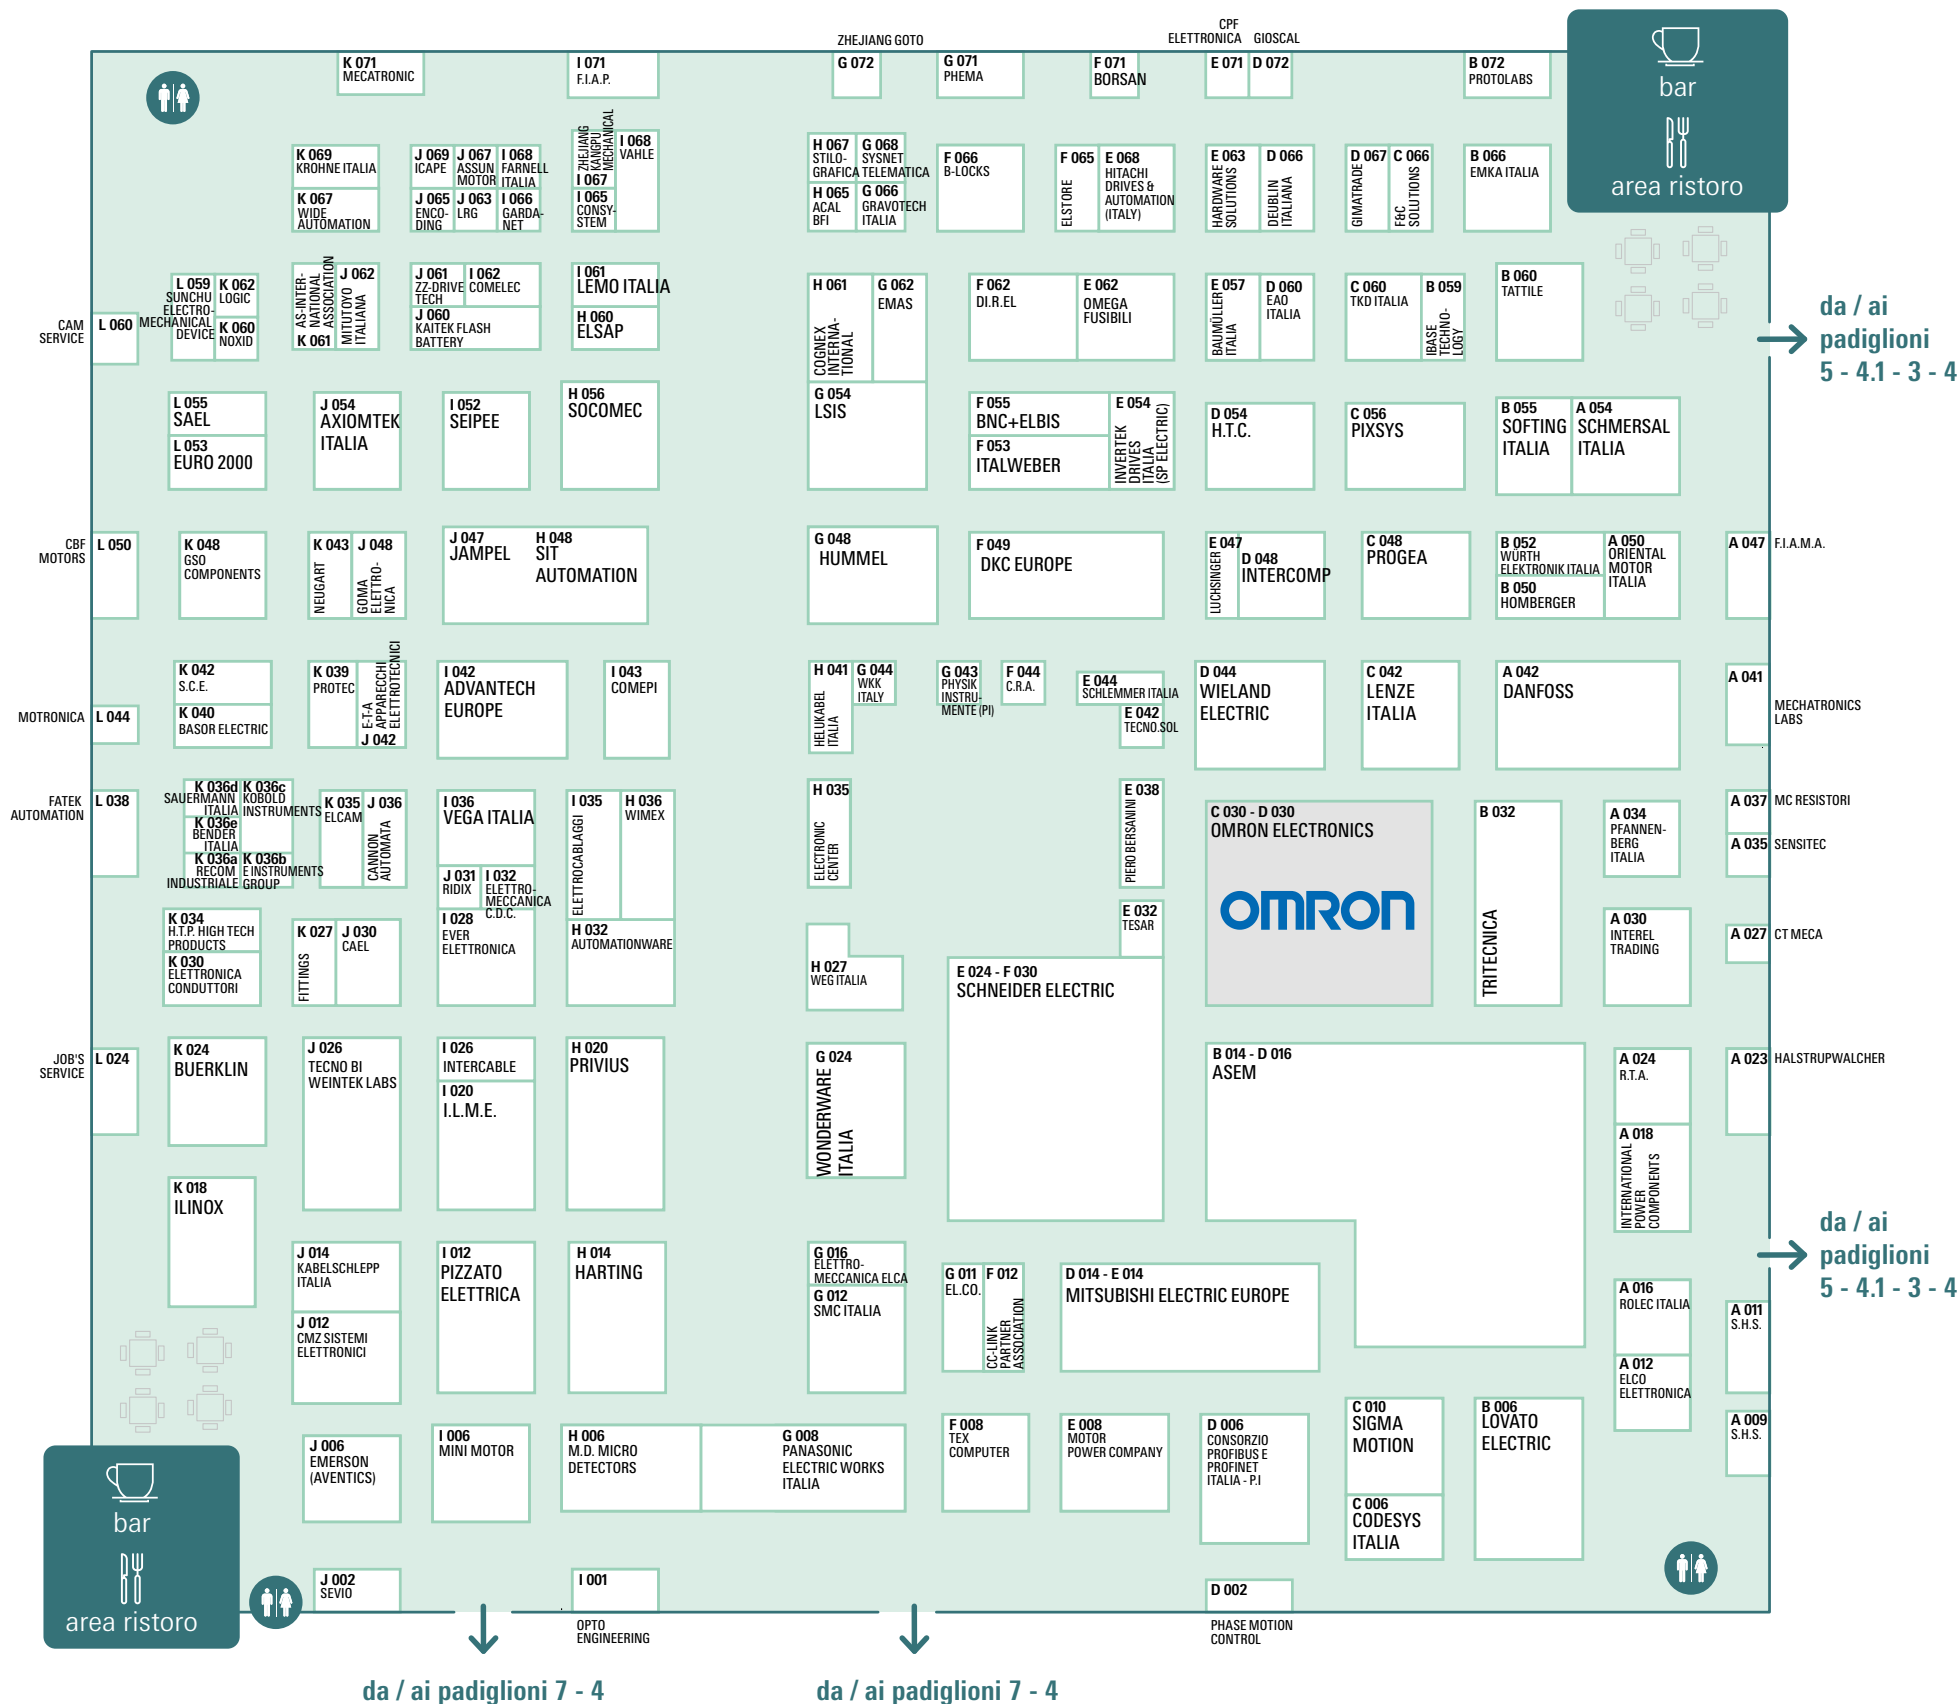 ZHEJIANG GOTO
CPF
ELETTRONICA
GIOSCAL
K 071
MECATRONIC
I 071
F.I.A.P.
G 072
G 071
PHEMA
F 071
BORSAN
E 071
D 072
B 072
PROTOLABS
bar
area ristoro
K 069
KROHNE ITALIA
K 067
WIDE
AUTOMATION
J 069
ICAPE
J 067
ASSUN
MOTOR
I 068
FARNELL
ITALIA
J 065
ENCO-
DING
J 063
LRG
I 066
GARDA-
NET
ZHEJIANG
KANGPU
MECHANICAL
I 067
I 068
VAHLE
I 065
CONSY-
STEM
H 067
STILO-
GRAFICA
G 068
SYSNET
TELEMATICA
H 065
ACAL
BFI
G 066
GRAVOTECH
ITALIA
F 066
B-LOCKS
F 065
ELSTORE
E 068
HITACHI
DRIVES &
AUTOMATION
(ITALY)
E 063
HARDWARE
SOLUTIONS
D 066
DEUBLIN
ITALIANA
D 067
GIMATRADE
C 066
F&C
SOLUTIONS
B 066
EMKA ITALIA
CAM
SERVICE
L 060
L 059
SUNCHU
ELECTRO-
MECHANICAL
DEVICE
K 062
LOGIC
K 060
NOXID
AS-INTER-
NATIONAL
ASSOCIATION
K 061
J 062
MITUTOYO
ITALIANA
J 061
ZZ-DRIVE
TECH
I 062
COMELEC
J 060
KAITEK FLASH
BATTERY
I 061
LEMO ITALIA
H 060
ELSAP
H 061
COGNEX
INTERNA-
TIONAL
G 062
EMAS
F 062
DI.R.EL
E 062
OMEGA
FUSIBILI
E 057
BAUMÜLLER
ITALIA
D 060
EAO
ITALIA
C 060
TKD ITALIA
B 059
IBASE
TECHNO-
LOGY
B 060
TATTILE
da / ai
padiglioni
5 - 4.1 - 3 - 4
L 055
SAEL
L 053
EURO 2000
J 054
AXIOMTEK
ITALIA
I 052
SEIPEE
H 056
SOCOMEC
G 054
LSIS
F 055
BNC+ELBIS
F 053
ITALWEBER
E 054
INVERTEK
DRIVES
ITALIA
(SP ELECTRIC)
D 054
H.T.C.
C 056
PIXSYS
B 055
SOFTING
ITALIA
A 054
SCHMERSAL
ITALIA
CBF
MOTORS
L 050
K 048
GSO
COMPONENTS
K 043
NEUGART
J 048
GOMA
ELETTRO-
NICA
J 047
JAMPEL
H 048
SIT
AUTOMATION
G 048
HUMMEL
F 049
DKC EUROPE
E 047
LUCHSINGER
D 048
INTERCOMP
C 048
PROGEA
B 052
WÜRTH
ELEKTRONIK ITALIA
B 050
HOMBERGER
A 050
ORIENTAL
MOTOR
ITALIA
A 047
F.I.A.M.A.
MOTRONICA
L 044
K 042
S.C.E.
K 040
BASOR ELECTRIC
K 039
PROTEC
E-T-A
APPARECCHI
ELETTROTECNICI
J 042
I 042
ADVANTECH
EUROPE
I 043
COMEPI
H 041
HELUKABEL
ITALIA
G 044
WKK
ITALY
G 043
PHYSIK
INSTRU-
MENTE (PI)
F 044
C.R.A.
E 044
SCHLEMMER ITALIA
E 042
TECNO.SOL
D 044
WIELAND
ELECTRIC
C 042
LENZE
ITALIA
A 042
DANFOSS
A 041
MECHATRONICS
LABS
FATEK
AUTOMATION
L 038
K 036d
SAUERMANN
ITALIA
K 036c
KOBOLD
INSTRUMENTS
K 036e
BENDER
ITALIA
K 036a
RECOM
INDUSTRIALE
K 036b
E INSTRUMENTS
GROUP
K 035
ELCAM
J 036
CANNON
AUTOMATA
I 036
VEGA ITALIA
J 031
RIDIX
I 032
ELETTRO-
MECCANICA
C.D.C.
I 035
ELETTROCABLAGGI
H 036
WIMEX
H 035
ELECTRONIC
CENTER
E 038
PIERO BERSANINI
C 030 - D 030
OMRON ELECTRONICS
OMRON
B 032
TRITECNICA
A 034
PFANNEN-
BERG
ITALIA
A 037
MC RESISTORI
A 035
SENSITEC
K 034
H.T.P. HIGH TECH
PRODUCTS
K 030
ELETTRONICA
CONDUTTORI
K 027
FITTINGS
J 030
CAEL
I 028
EVER
ELETTRONICA
H 032
AUTOMATIONWARE
H 027
WEG ITALIA
E 032
TESAR
E 024 - F 030
SCHNEIDER ELECTRIC
A 030
INTEREL
TRADING
A 027
CT MECA
JOB'S
SERVICE
L 024
K 024
BUERKLIN
J 026
TECNO BI
WEINTEK LABS
I 026
INTERCABLE
I 020
I.L.M.E.
H 020
PRIVIUS
G 024
WONDERWARE
ITALIA
B 014 - D 016
ASEM
A 024
R.T.A.
A 023
HALSTRUPWALCHER
A 018
INTERNATIONAL
POWER
COMPONENTS
K 018
ILINOX
da / ai
padiglioni
5 - 4.1 - 3 - 4
J 014
KABELSCHLEPP
ITALIA
J 012
CMZ SISTEMI
ELETTRONICI
I 012
PIZZATO
ELETTRICA
H 014
HARTING
G 016
ELETTRO-
MECCANICA ELCA
G 012
SMC ITALIA
G 011
EL.CO.
F 012
CC-LINK
PARTNER
ASSOCIATION
D 014 - E 014
MITSUBISHI ELECTRIC EUROPE
A 016
ROLEC ITALIA
A 012
ELCO
ELETTRONICA
A 011
S.H.S.
A 009
S.H.S.
bar
area ristoro
J 006
EMERSON
(AVENTICS)
I 006
MINI MOTOR
H 006
M.D. MICRO
DETECTORS
G 008
PANASONIC
ELECTRIC WORKS
ITALIA
F 008
TEX
COMPUTER
E 008
MOTOR
POWER COMPANY
D 006
CONSORZIO
PROFIBUS E
PROFINET
ITALIA - P.I
C 010
SIGMA
MOTION
C 006
CODESYS
ITALIA
B 006
LOVATO
ELECTRIC
J 002
SEVIO
I 001
OPTO
ENGINEERING
D 002
PHASE MOTION
CONTROL
da / ai padiglioni 7 - 4
da / ai padiglioni 7 - 4